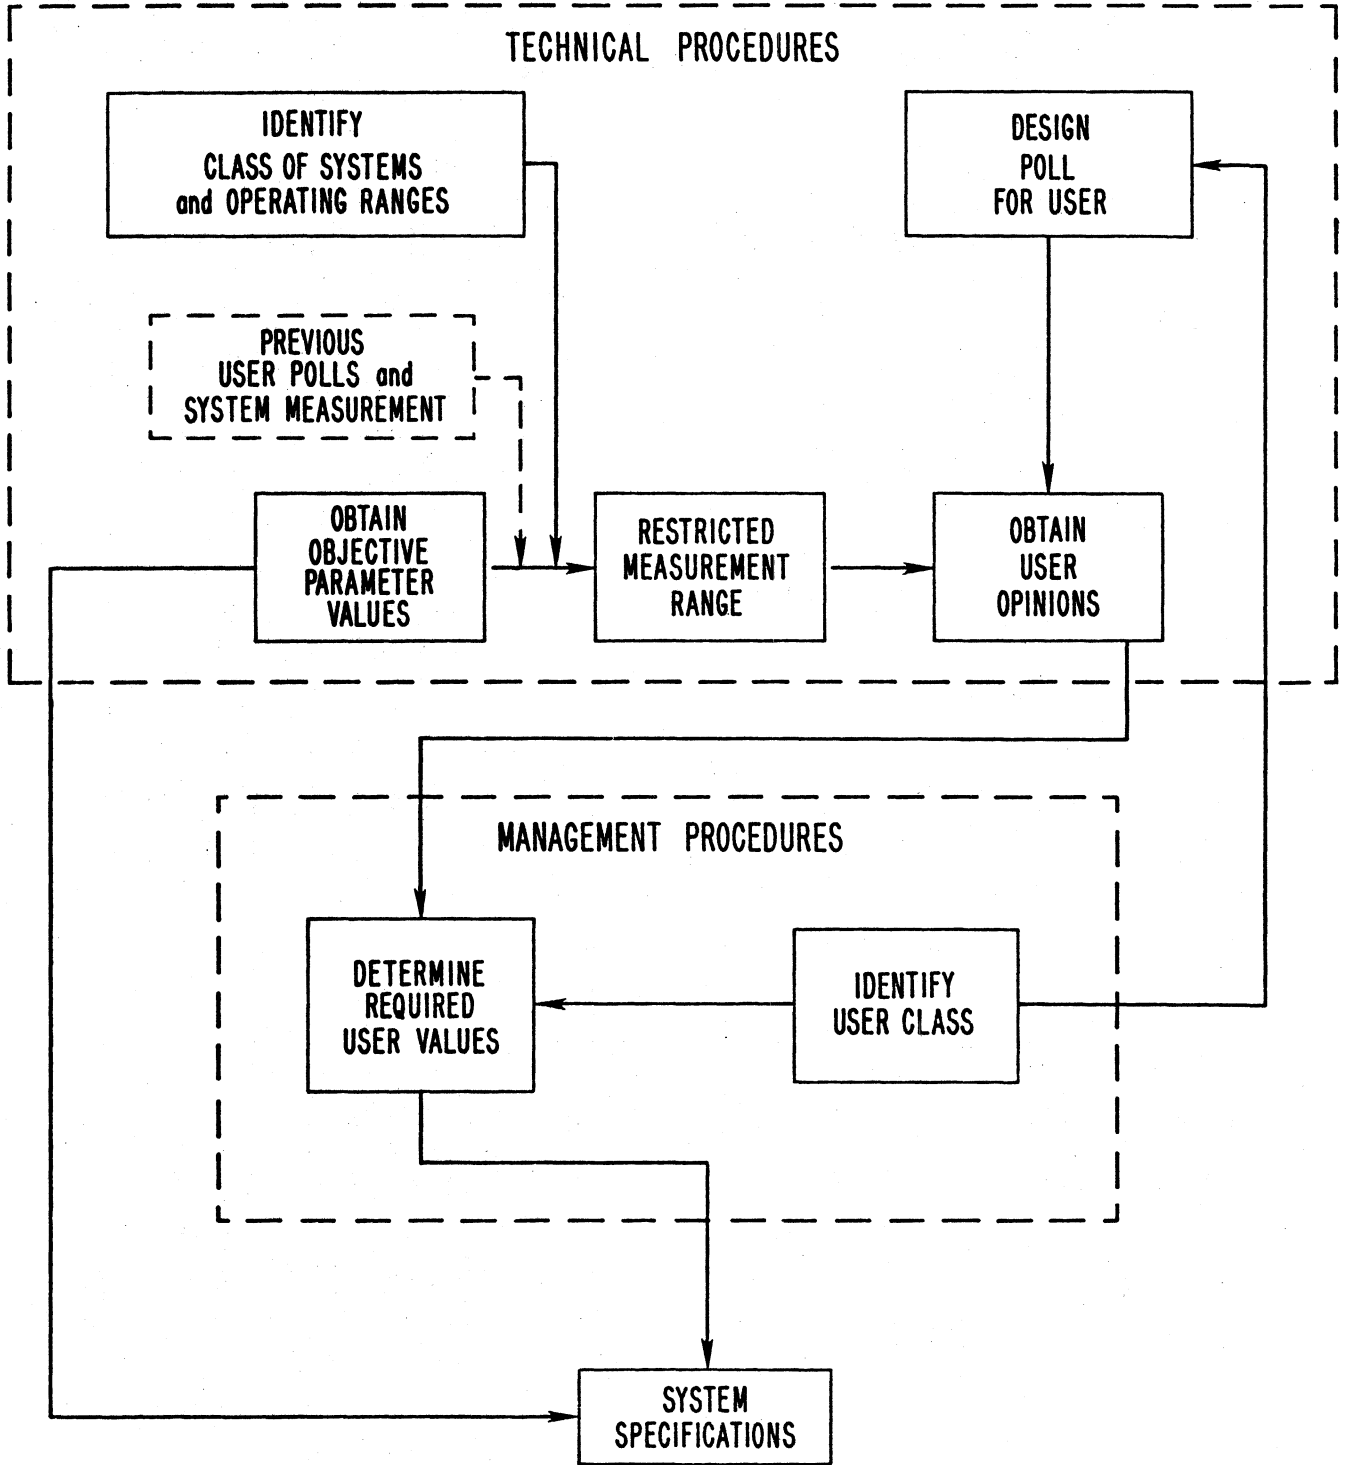 TECHNICAL PROCEDURES
IDENTIFY
CLASS OF SYSTEMS
and OPERATING RANGES
DESIGN
POLL
FOR USER
PREVIOUS
USER POLLS and
SYSTEM MEASUREMENT
OBTAIN
OBJECTIVE
PARAMETER
VALUES
RESTRICTED
MEASUREMENT
RANGE
OBTAIN
USER
OPINIONS
MANAGEMENT PROCEDURES
DETERMINE
REQUIRED
USER VALUES
IDENTIFY
USER CLASS
SYSTEM
SPECIFICATIONS